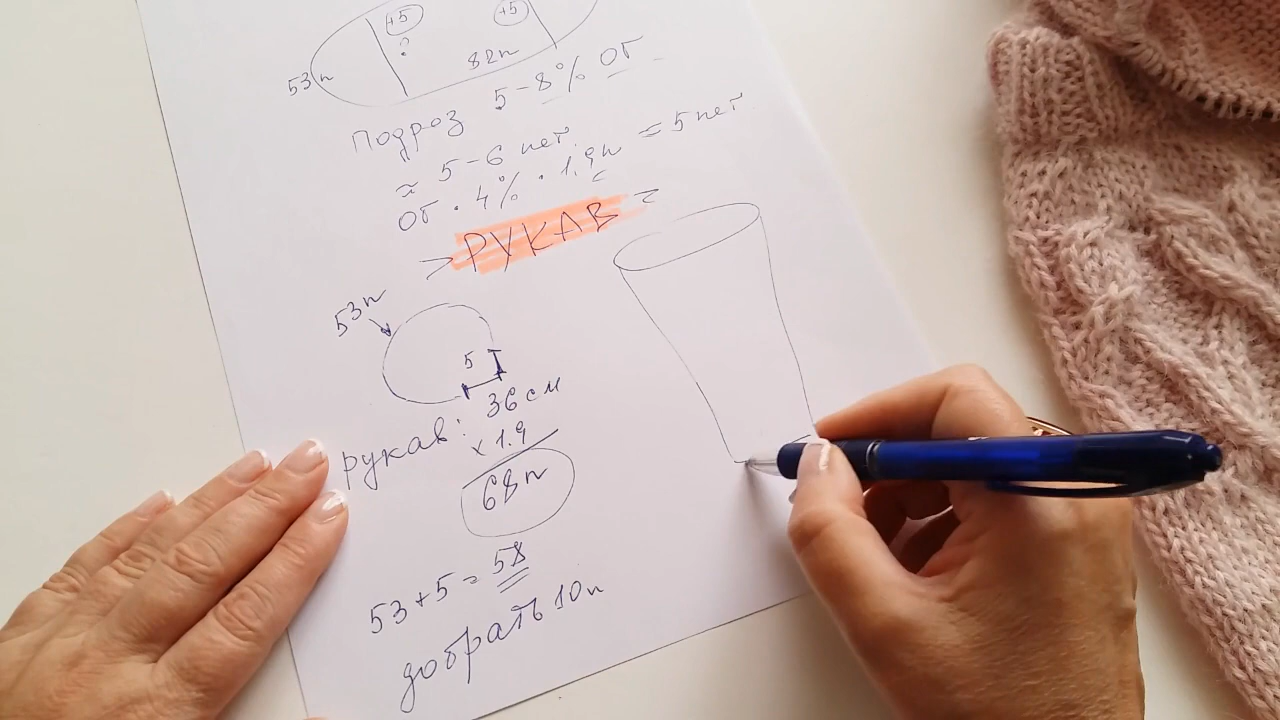 +5
+5
53п
?
82п
Подрез 5-8% ОГ
≈ 5-6 пет
ОГ. 4% · 1,9п ≈ 5 пет
> РУКАВ =
53п
5
рукав: 36 см
× 1.9
68п
53+5 = 58
добрать 10п